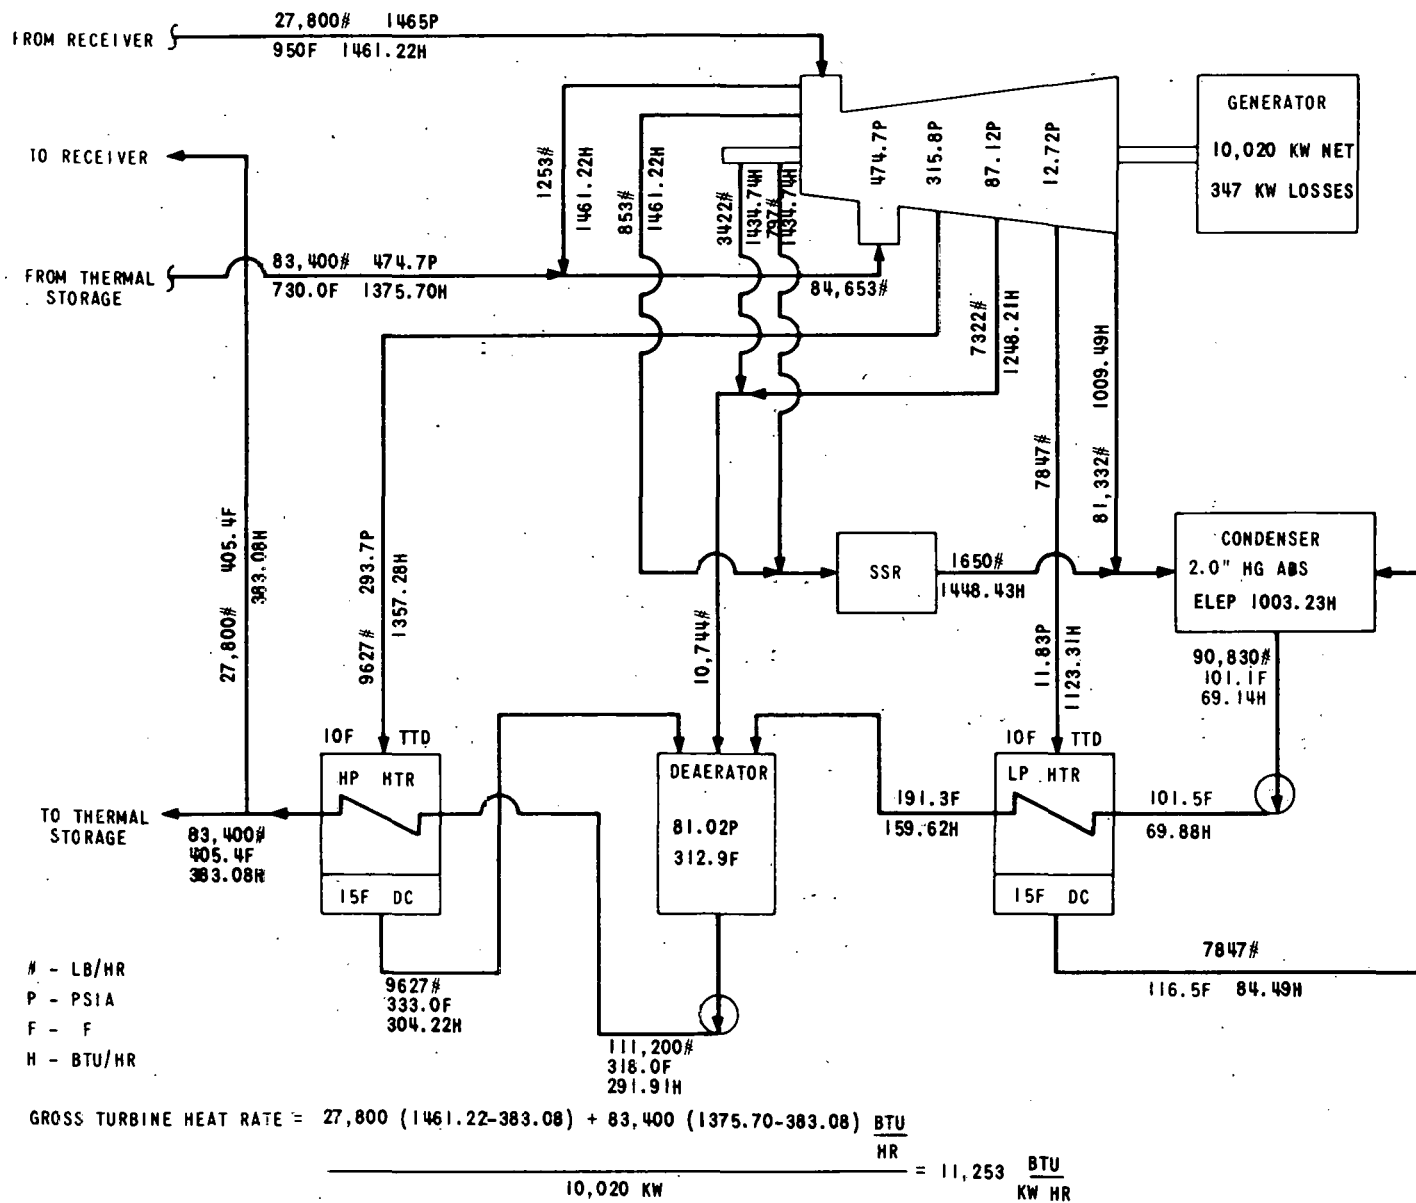 27,800# 1465P
FROM RECEIVER
950F 1461.22H
GENERATOR
10,020 KW NET
347 KW LOSSES
474.7P
315.8P
87.12P
12.72P
TO RECEIVER
1253#
1461.22H
853#
1461.22H
3422#
1434.74H
797#
1434.74H
83,400# 474.7P
FROM THERMAL
STORAGE
730.0F 1375.70H
84,653#
7322#
1248.21H
7847#
81,332# 1009.49H
27,800# 405.4F
383.08H
9627# 293.7P
1357.28H
10,744#
SSR
1650#
1448.43H
11.83P
1123.31H
CONDENSER
2.0" HG ABS
ELEP 1003.23H
90,830#
101.1F
69.14H
10F TTD
HP HTR
15F DC
DEAERATOR
81.02P
312.9F
10F TTD
LP HTR
15F DC
191.3F
159.62H
101.5F
69.88H
TO THERMAL
STORAGE
83,400#
405.4F
383.08H
9627#
333.0F
304.22H
111,200#
318.0F
291.91H
7847#
116.5F 84.49H
# - LB/HR
P - PSIA
F - F
H - BTU/HR
GROSS TURBINE HEAT RATE = 27,800 (1461.22-383.08) + 83,400 (1375.70-383.08) BTU
HR
= 11,253 BTU
10,020 KW
KW HR